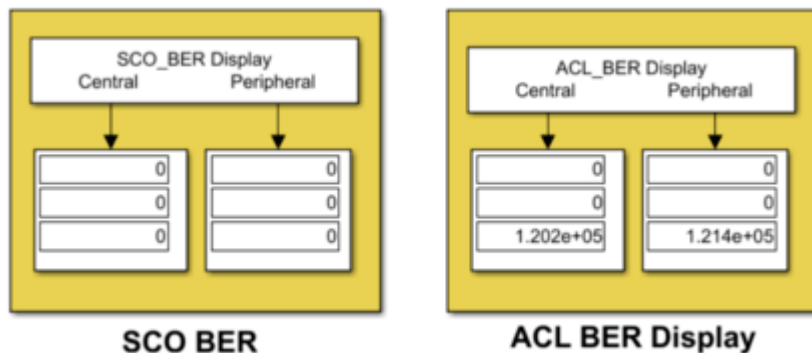 SCO_BER Display
Central Peripheral
0 0
0 0
0 0
SCO BER
ACL_BER Display
Central Peripheral
0 0
0 0
1.202e+05 1.214e+05
ACL BER Display